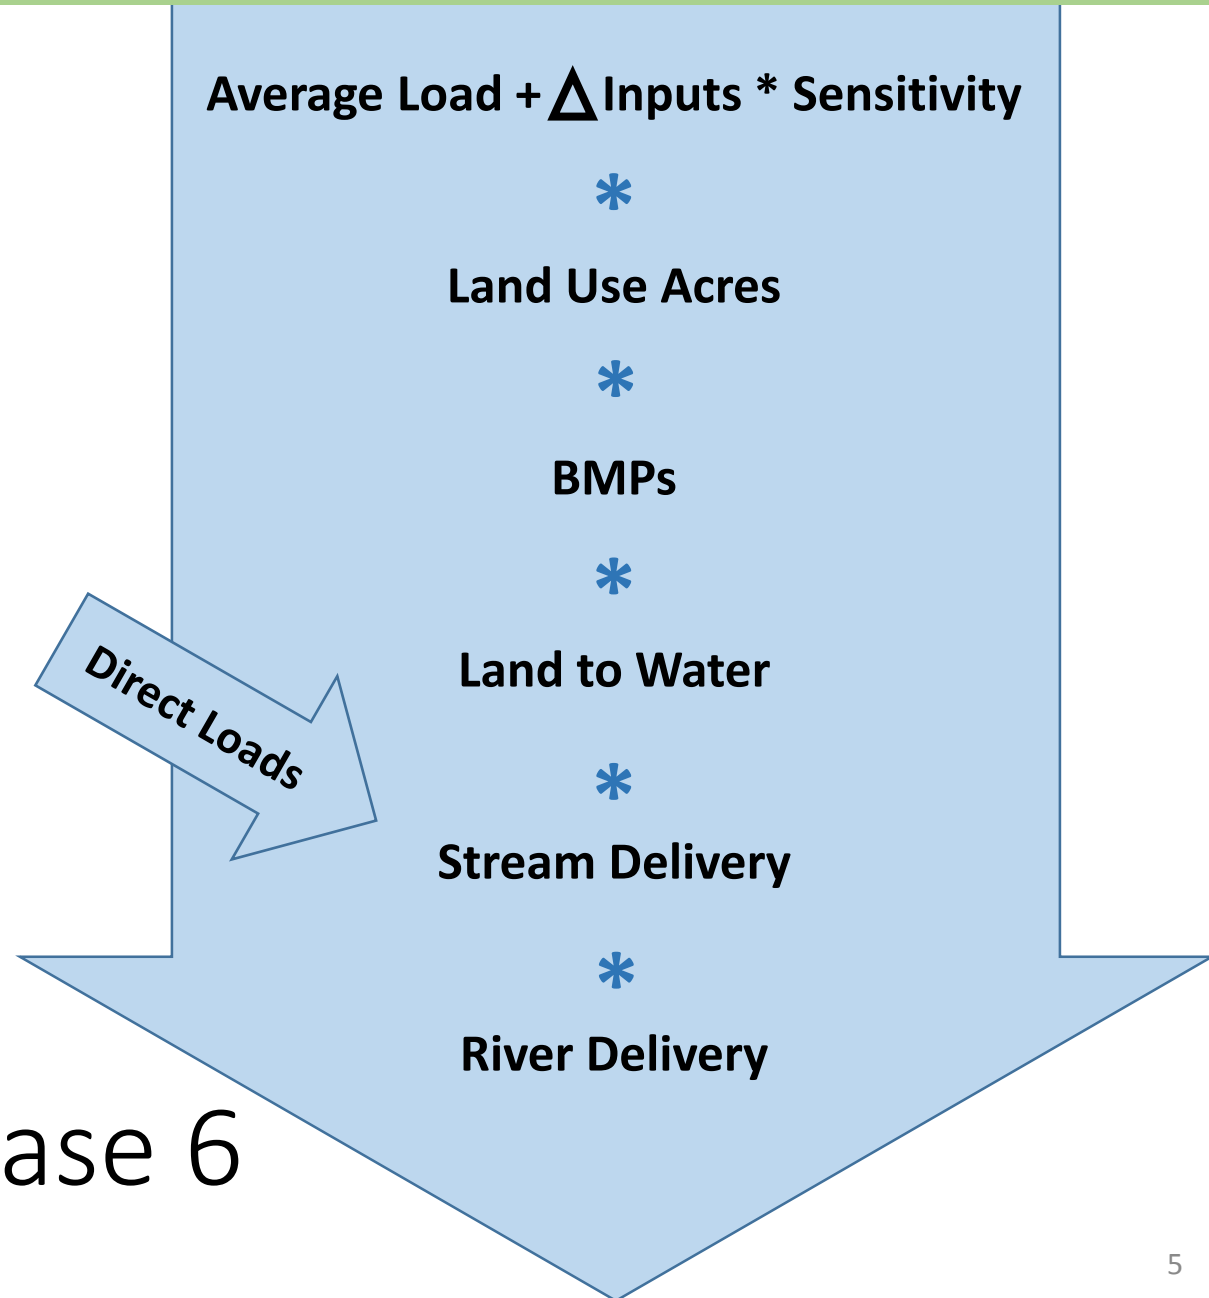 Average Load + Δ Inputs * Sensitivity
*
Land Use Acres
*
BMPs
*
Land to Water
Direct Loads
*
Stream Delivery
*
River Delivery
ase 6
5